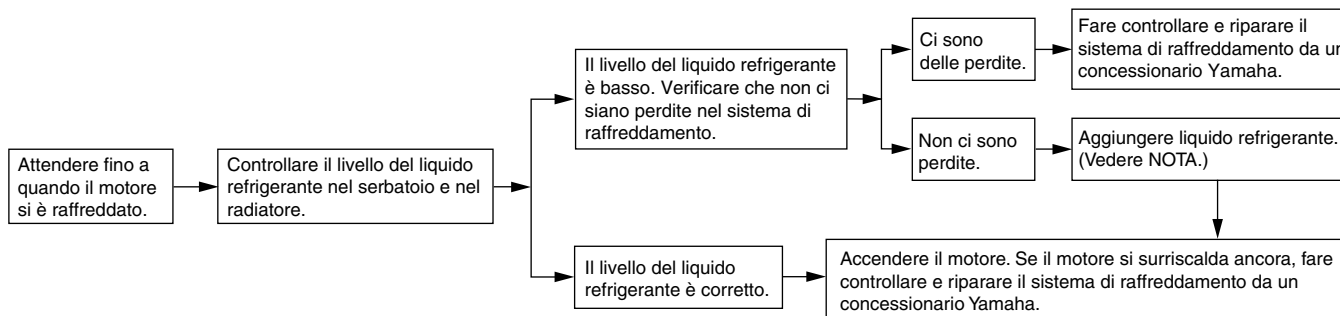 Attendere fino a
quando il motore
si è raffreddato.
Controllare il livello del liquido
refrigerante nel serbatoio e nel
radiatore.
Il livello del liquido refrigerante
è basso. Verificare che non ci
siano perdite nel sistema di
raffreddamento.
Ci sono
delle perdite.
Fare controllare e riparare il
sistema di raffreddamento da un
concessionario Yamaha.
Non ci sono
perdite.
Aggiungere liquido refrigerante.
(Vedere NOTA.)
Il livello del liquido
refrigerante è corretto.
Accendere il motore. Se il motore si surriscalda ancora, fare
controllare e riparare il sistema di raffreddamento da un
concessionario Yamaha.